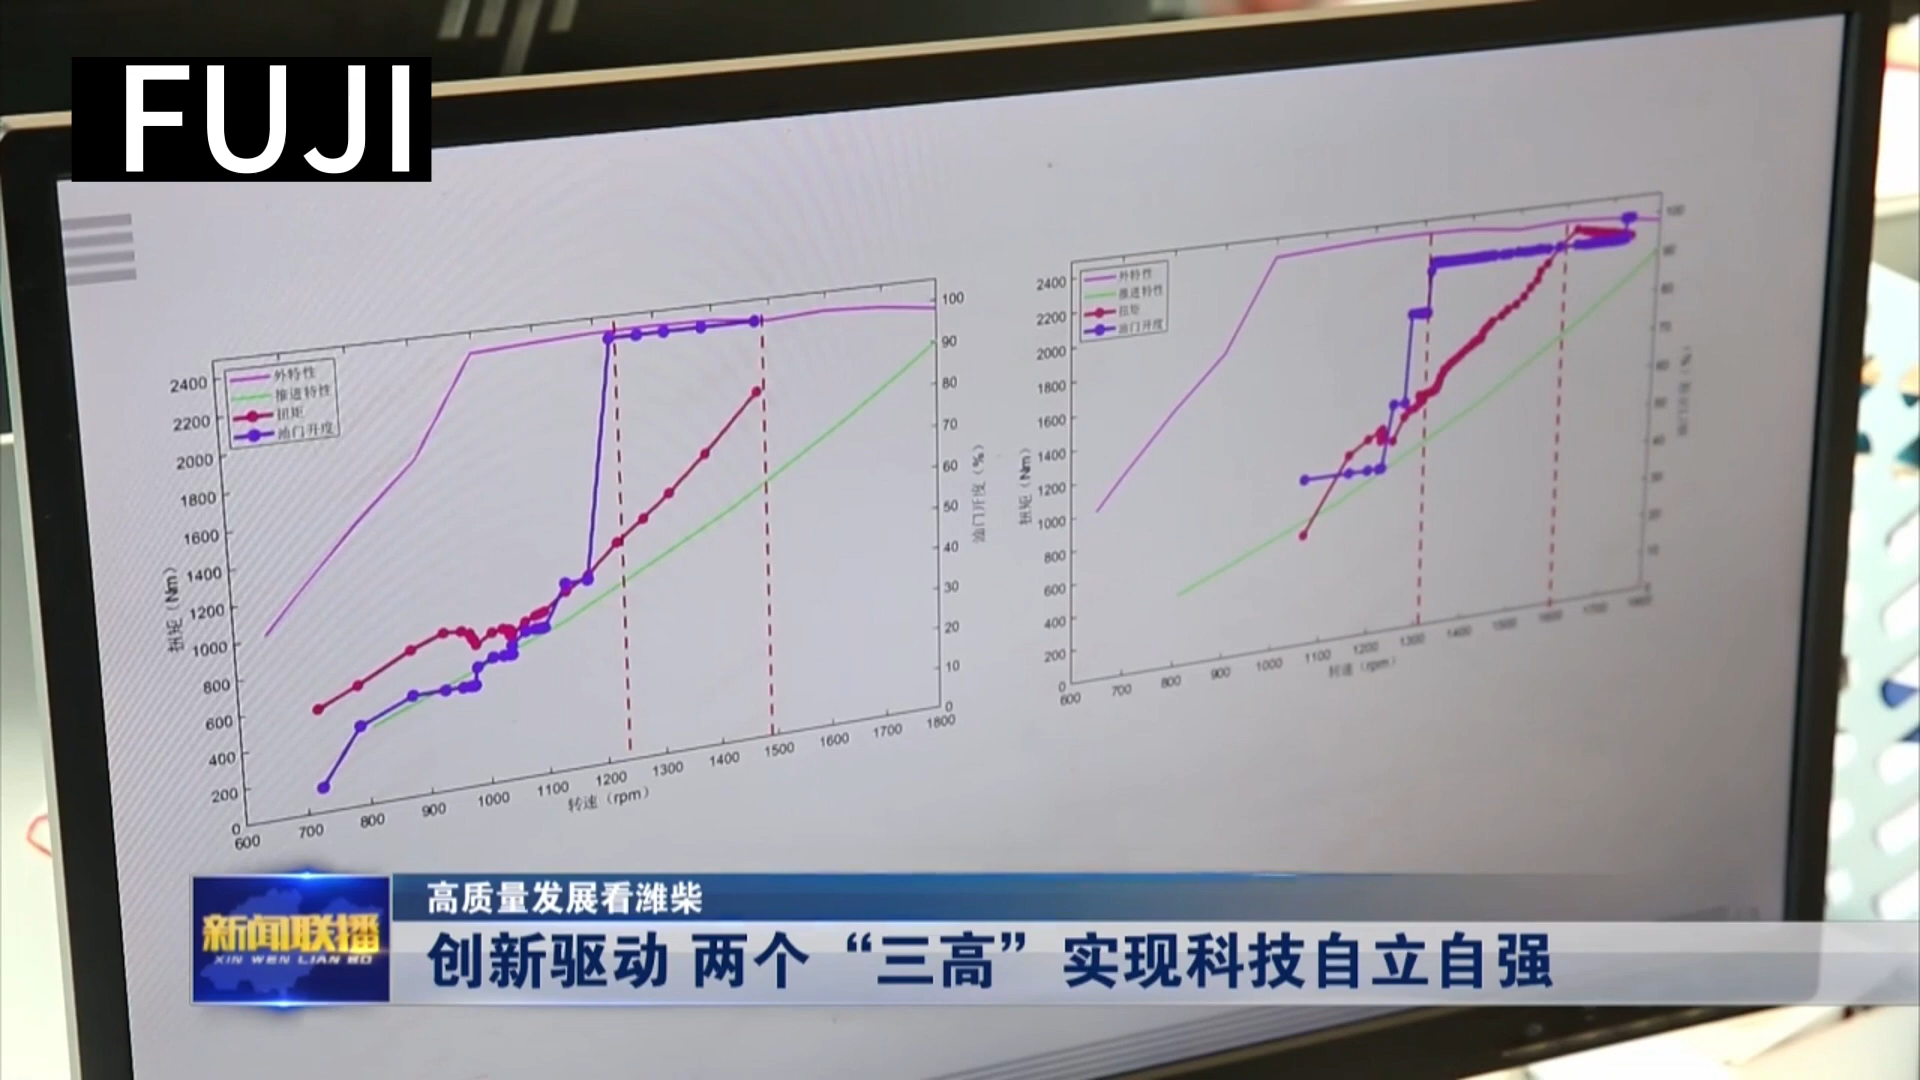 FUJI
2400
2200
2000
1800
1600
1400
1200
1000
800
600
400
200
0
扭矩（Nm）
外特性
推进特性
扭矩
油门开度
100
90
80
70
60
50
40
30
20
10
0
油门开度（%）
600 700 800 900 1000 1100 1200 1300 1400 1500 1600 1700 1800
转速（rpm）
2400
2200
2000
1800
1600
1400
1200
1000
800
600
400
200
0
扭矩（Nm）
外特性
推进特性
扭矩
油门开度
600 700 800 900 1000 1100 1200 1300 1400 1500 1600 1700
转速（rpm）
新闻联播
XIN WEN LIAN BO
高质量发展看潍柴
创新驱动 两个“三高”实现科技自立自强